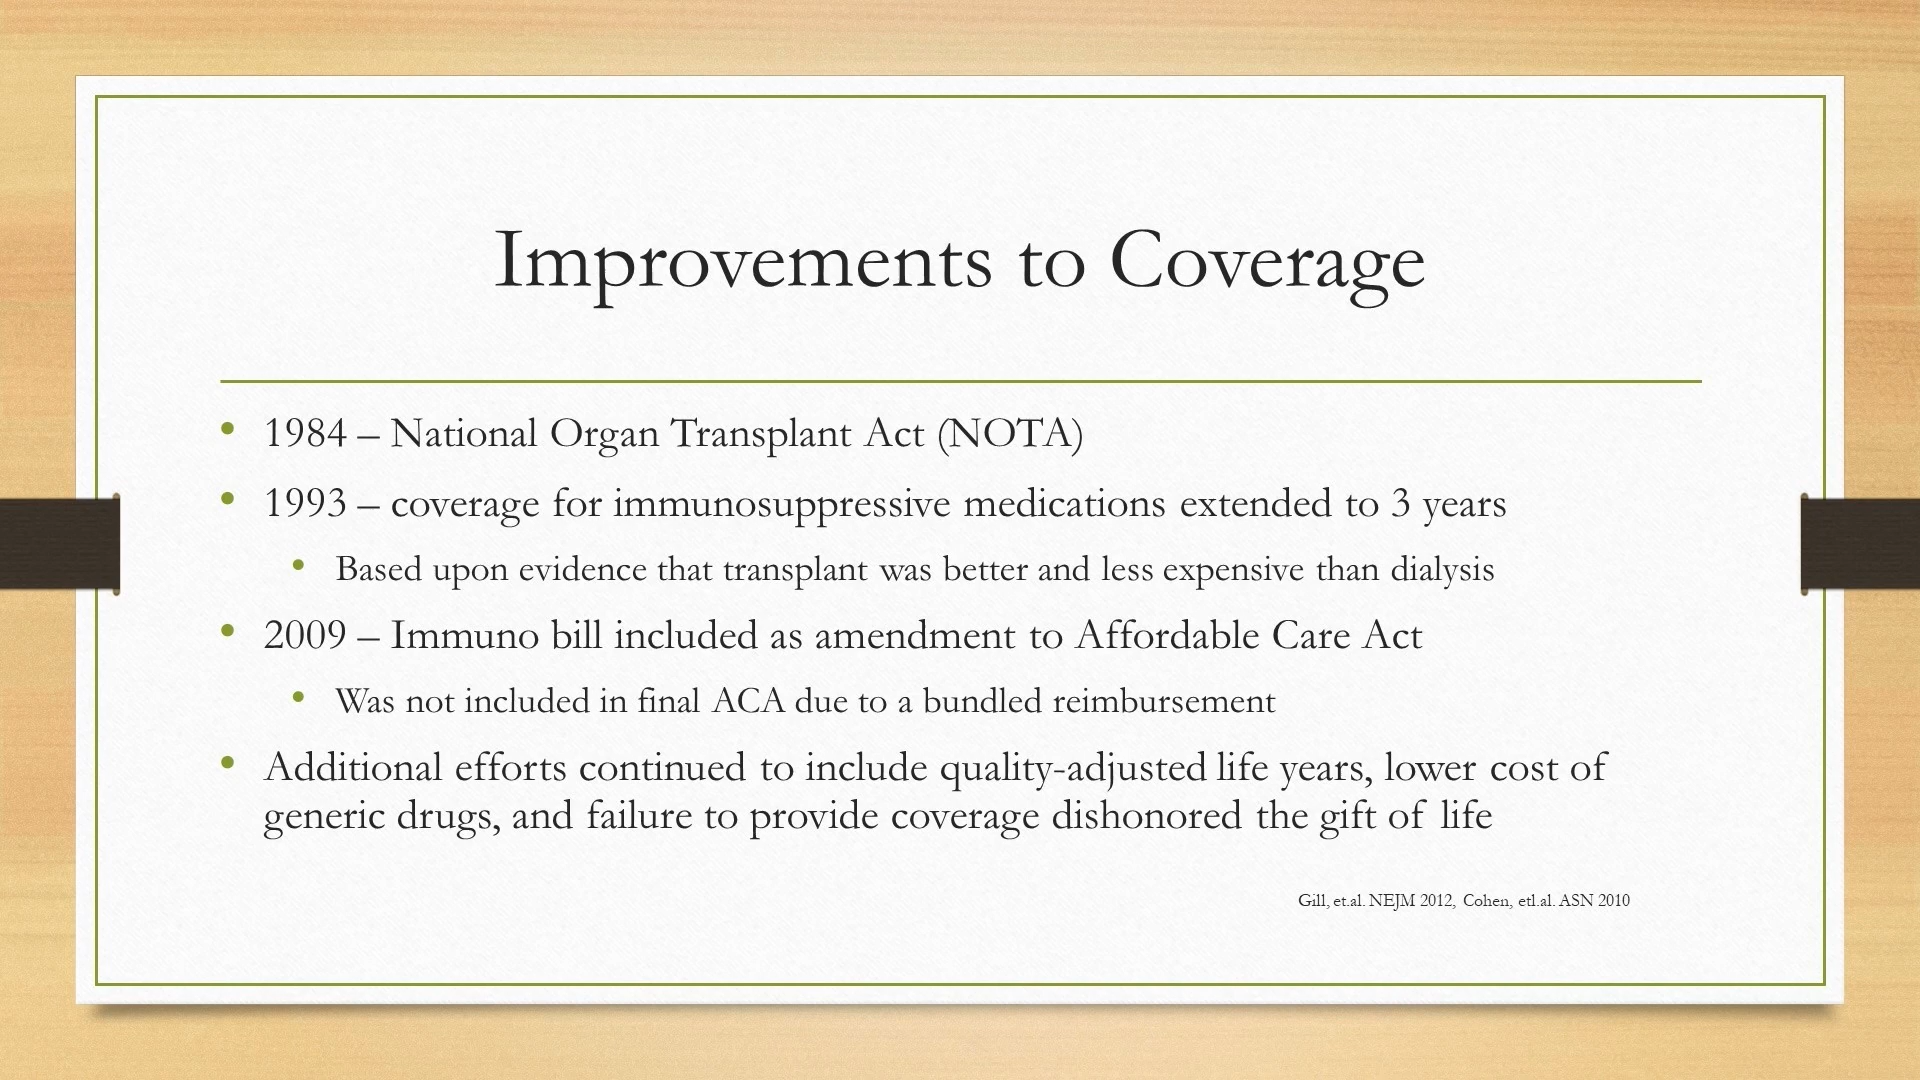 Improvements to Coverage
• 1984 – National Organ Transplant Act (NOTA)
• 1993 – coverage for immunosuppressive medications extended to 3 years
• Based upon evidence that transplant was better and less expensive than dialysis
• 2009 – Immuno bill included as amendment to Affordable Care Act
• Was not included in final ACA due to a bundled reimbursement
• Additional efforts continued to include quality-adjusted life years, lower cost of
generic drugs, and failure to provide coverage dishonored the gift of life
Gill, et.al. NEJM 2012, Cohen, etl.al. ASN 2010